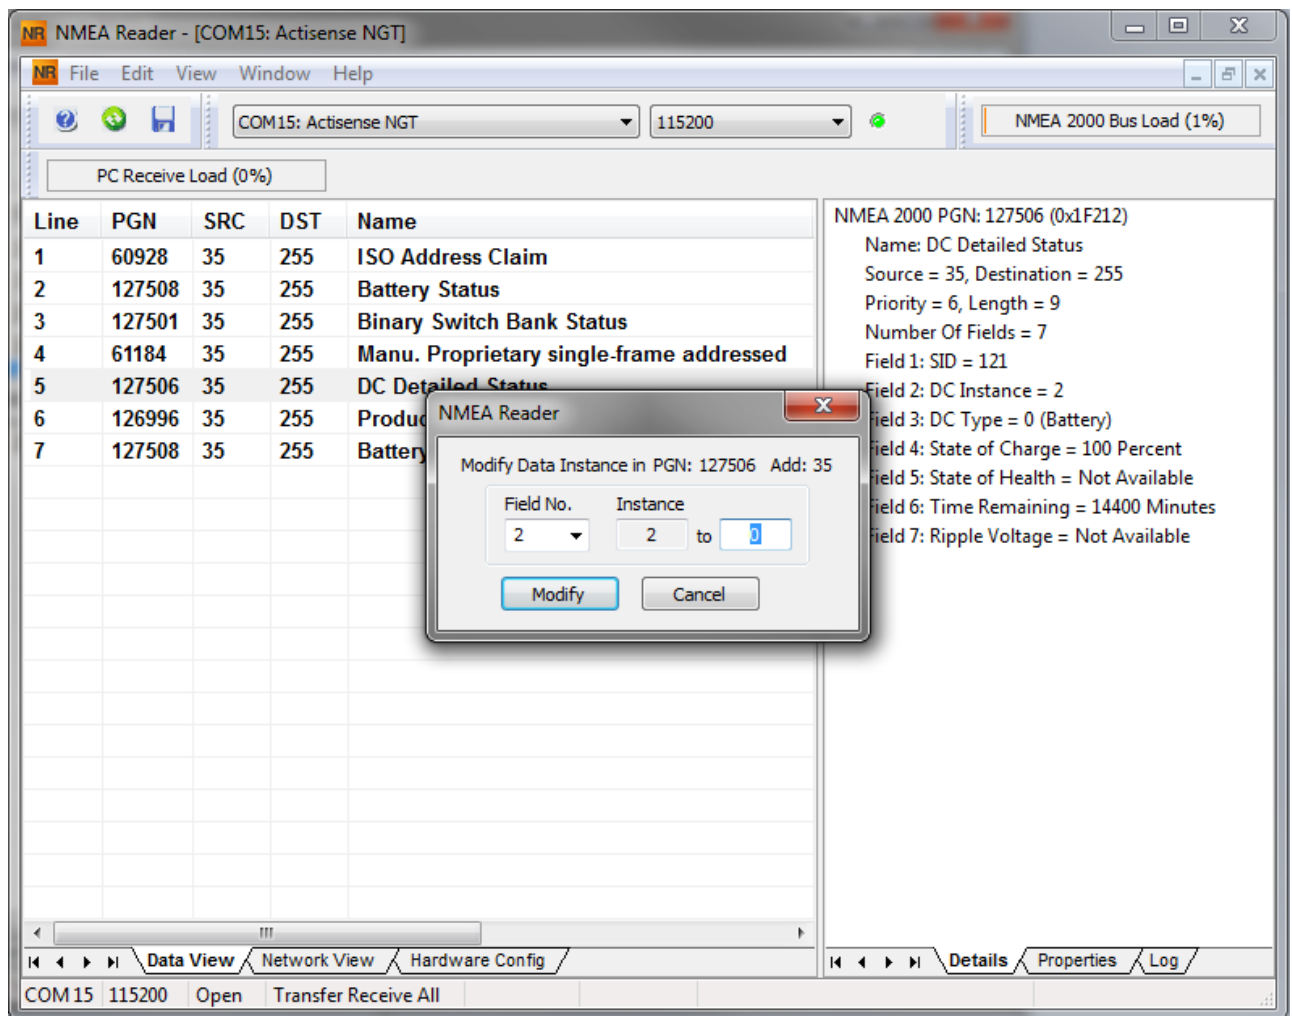 NR NMEA Reader - [COM15: Actisense NGT]
NR File Edit View Window Help
COM15: Actisense NGT 115200 NMEA 2000 Bus Load (1%)
PC Receive Load (0%)
Line PGN SRC DST Name
1 60928 35 255 ISO Address Claim
2 127508 35 255 Battery Status
3 127501 35 255 Binary Switch Bank Status
4 61184 35 255 Manu. Proprietary single-frame addressed
5 127506 35 255 DC Detailed Status
6 126996 35 255 Produc
7 127508 35 255 Battery
NMEA Reader
Modify Data Instance in PGN: 127506 Add: 35
Field No. Instance
2 2 to 0
Modify Cancel
NMEA 2000 PGN: 127506 (0x1F212)
Name: DC Detailed Status
Source = 35, Destination = 255
Priority = 6, Length = 9
Number Of Fields = 7
Field 1: SID = 121
Field 2: DC Instance = 2
Field 3: DC Type = 0 (Battery)
Field 4: State of Charge = 100 Percent
Field 5: State of Health = Not Available
Field 6: Time Remaining = 14400 Minutes
Field 7: Ripple Voltage = Not Available
Data View Network View Hardware Config
Details Properties Log
COM 15 115200 Open Transfer Receive All